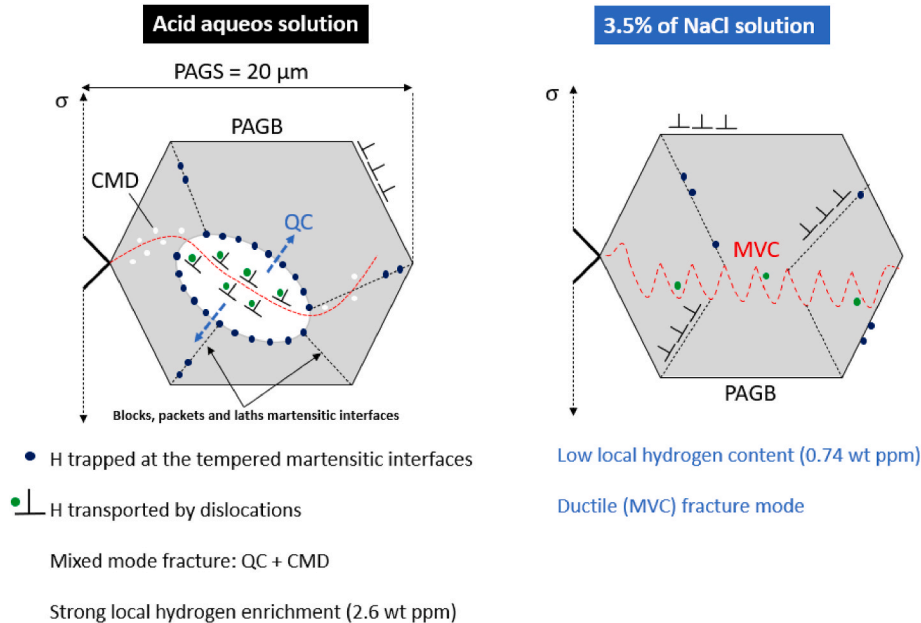 Acid aqueos solution
PAGS = 20 μm
σ
PAGB
CMD
QC
Blocks, packets and laths martensitic interfaces
H trapped at the tempered martensitic interfaces
H transported by dislocations
Mixed mode fracture: QC + CMD
Strong local hydrogen enrichment (2.6 wt ppm)
3.5% of NaCl solution
σ
MVC
PAGB
Low local hydrogen content (0.74 wt ppm)
Ductile (MVC) fracture mode